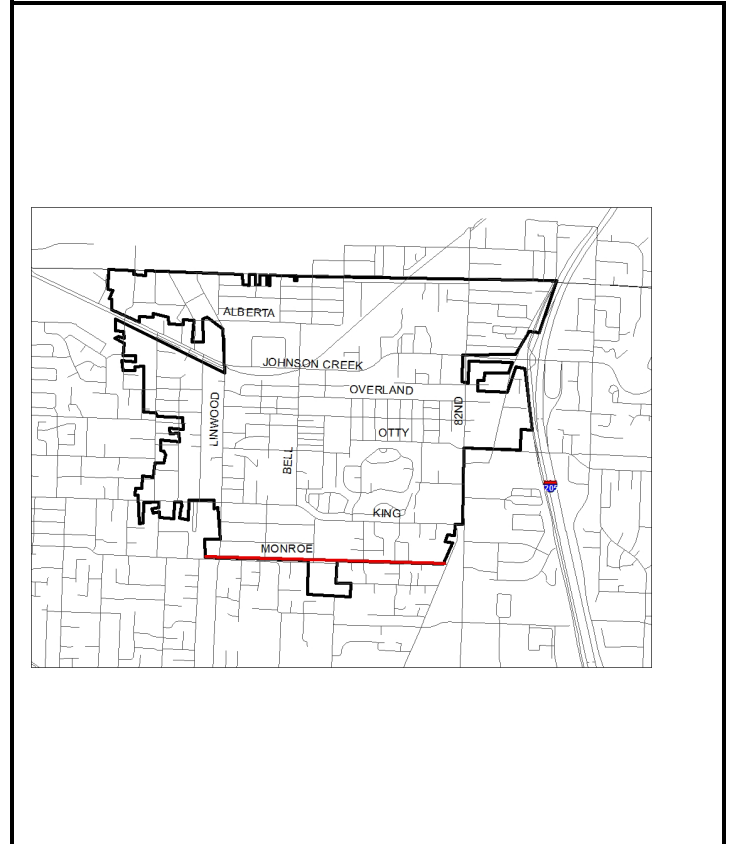 ALBERTA
JOHNSON CREEK
OVERLAND
LINWOOD
82ND
OTTY
BELL
205
KING
MONROE